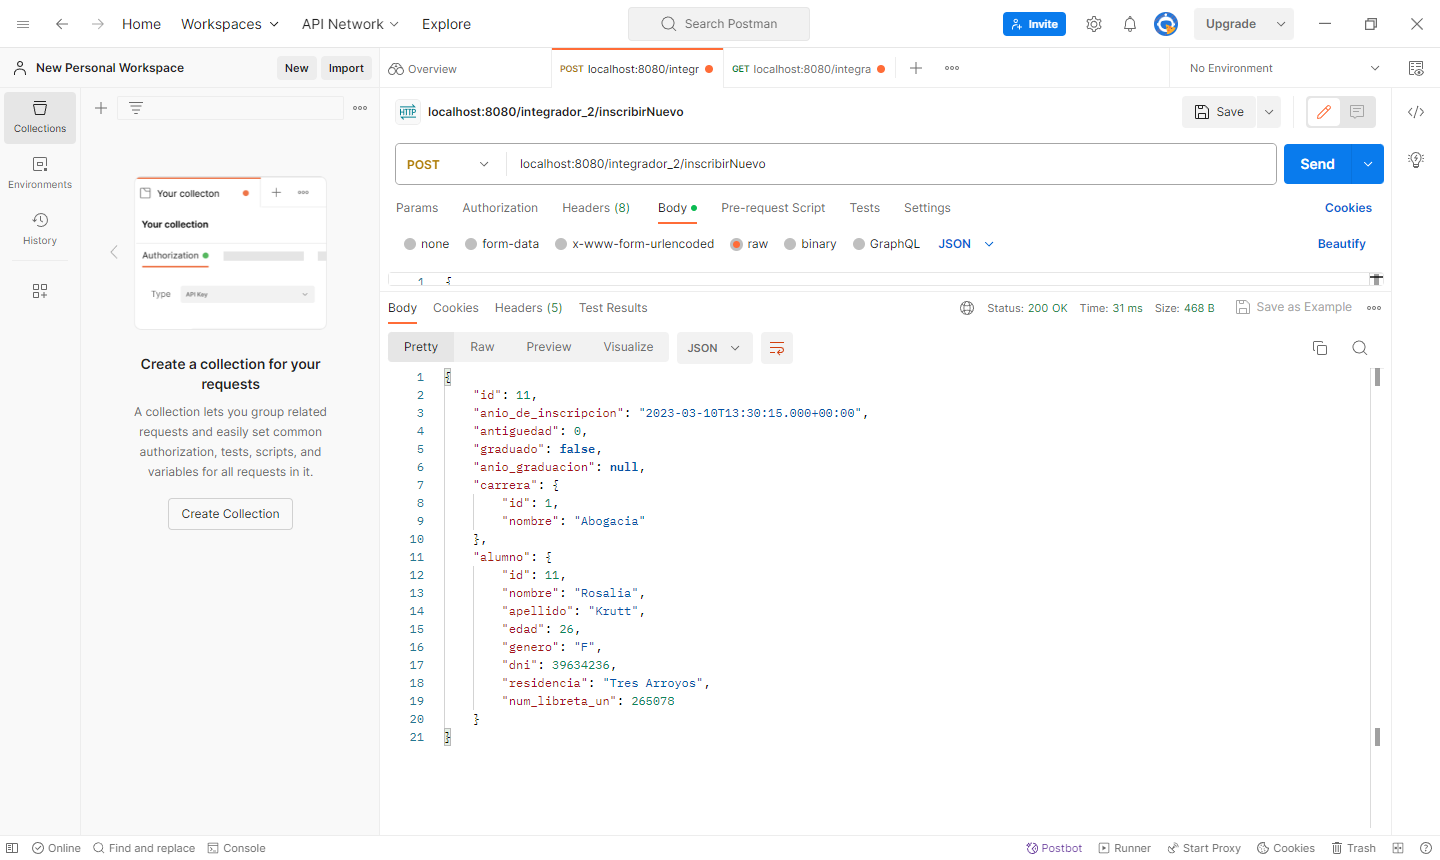 Home Workspaces API Network Explore Search Postman Invite Upgrade
New Personal Workspace New Import Overview POST localhost:8080/integr GET localhost:8080/integra No Environment
Collections
Environments
History
Your collecton
Your collection
Authorization
Type API Key
Create a collection for your
requests
A collection lets you group related
requests and easily set common
authorization, tests, scripts, and
variables for all requests in it.
Create Collection
HTTP localhost:8080/integrador_2/inscribirNuevo Save
POST localhost:8080/integrador_2/inscribirNuevo Send
Params Authorization Headers (8) Body Pre-request Script Tests Settings Cookies
none form-data x-www-form-urlencoded raw binary GraphQL JSON Beautify
1 {
Body Cookies Headers (5) Test Results Status: 200 OK Time: 31 ms Size: 468 B Save as Example
Pretty Raw Preview Visualize JSON
1 {
2 "id": 11,
3 "anio_de_inscripcion": "2023-03-10T13:30:15.000+00:00",
4 "antiguedad": 0,
5 "graduado": false,
6 "anio_graduacion": null,
7 "carrera": {
8 "id": 1,
9 "nombre": "Abogacia"
10 },
11 "alumno": {
12 "id": 11,
13 "nombre": "Rosalia",
14 "apellido": "Krutt",
15 "edad": 26,
16 "genero": "F",
17 "dni": 39634236,
18 "residencia": "Tres Arroyos",
19 "num_libreta_un": 265078
20 }
21 }
Online Find and replace Console Postbot Runner Start Proxy Cookies Trash